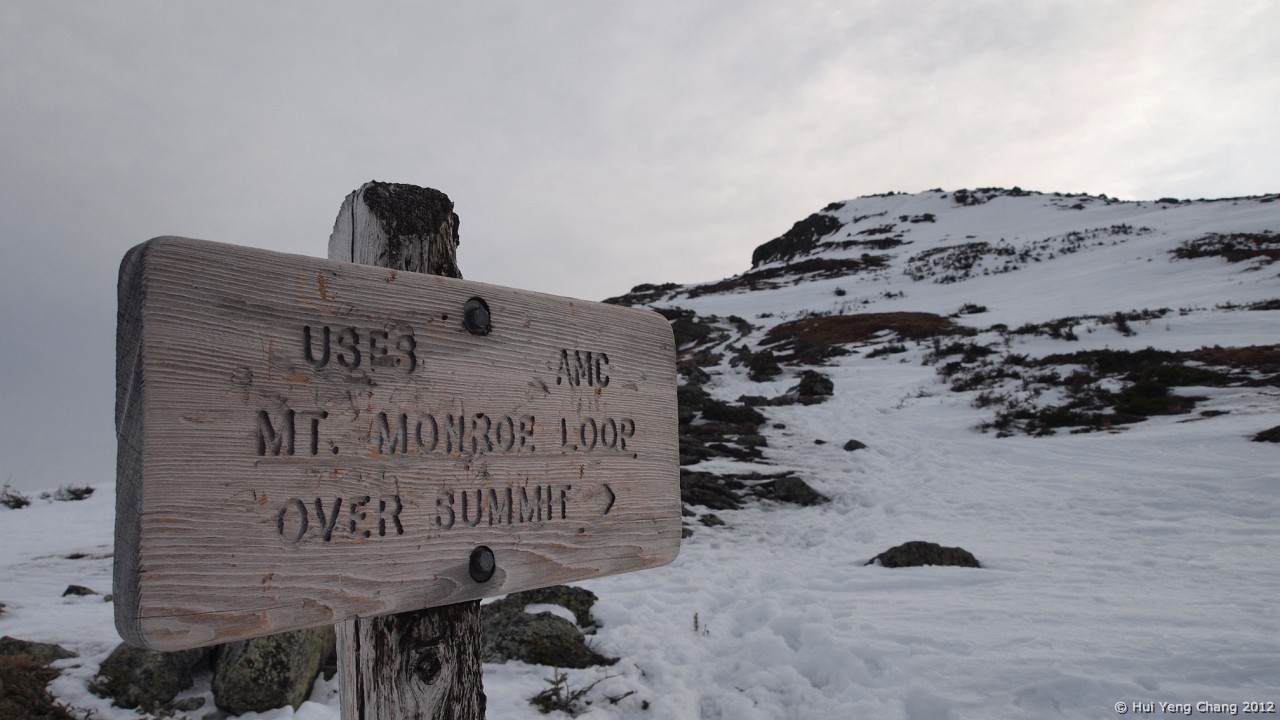 USFS AMC
MT. MONROE LOOP
OVER SUMMIT >
© Hui Yeng Chang 2012